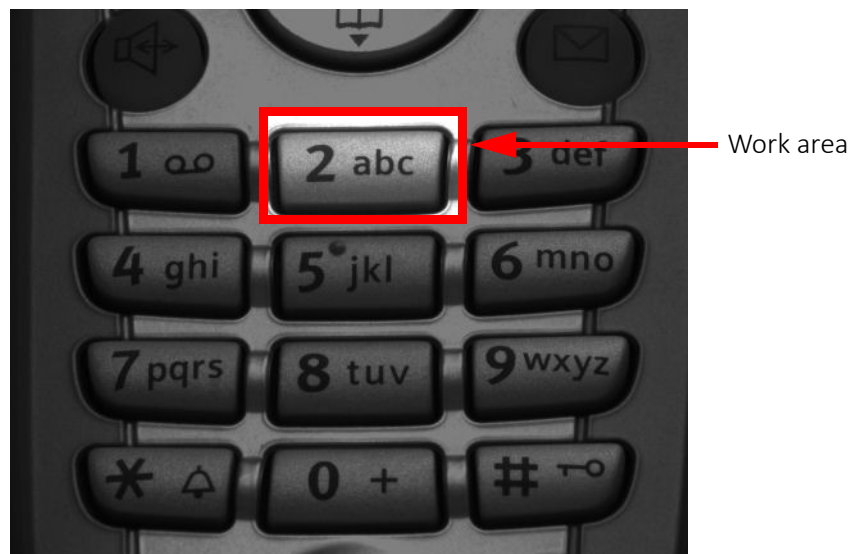 1 2 abc 3 def
Work area
4 ghi 5 jkl 6 mno
7 pqrs 8 tuv 9 wxyz
* 0 + #